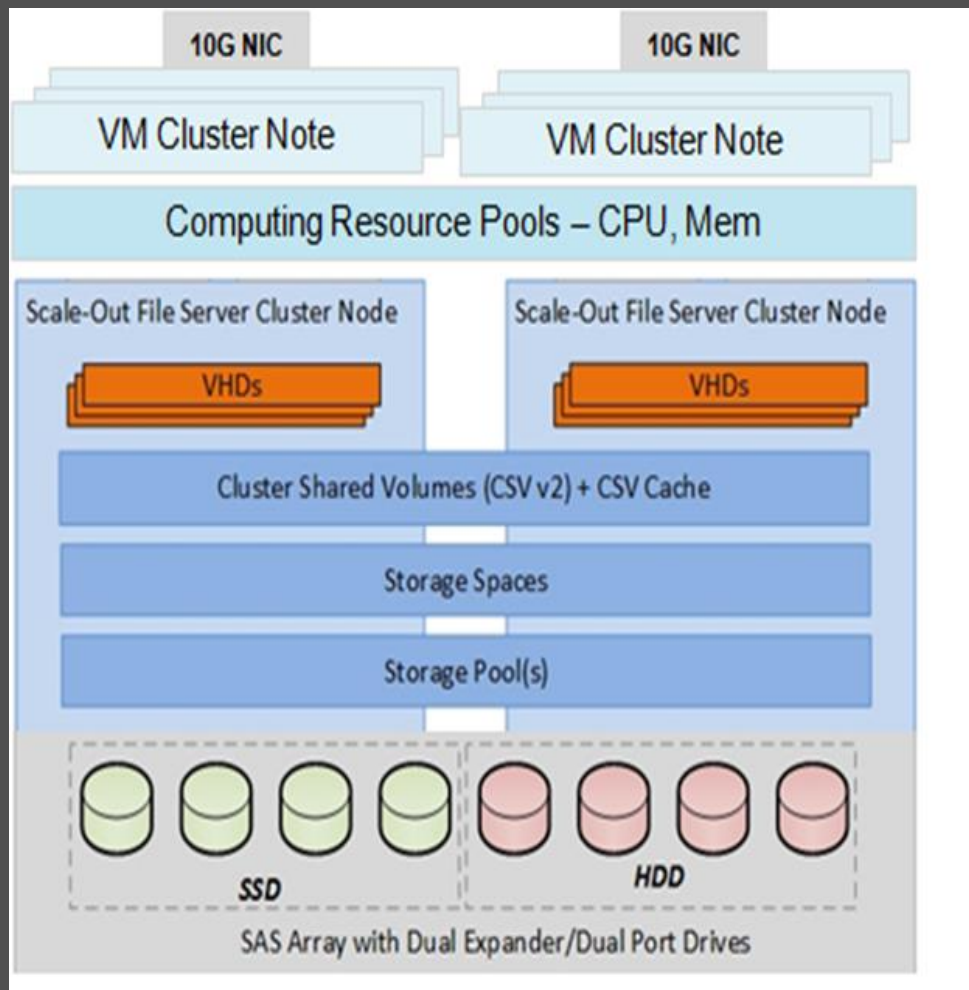 10G NIC
10G NIC
VM Cluster Note
VM Cluster Note
Computing Resource Pools – CPU, Mem
Scale-Out File Server Cluster Node
Scale-Out File Server Cluster Node
VHDs
VHDs
Cluster Shared Volumes (CSV v2) + CSV Cache
Storage Spaces
Storage Pool(s)
SSD
HDD
SAS Array with Dual Expander/Dual Port Drives